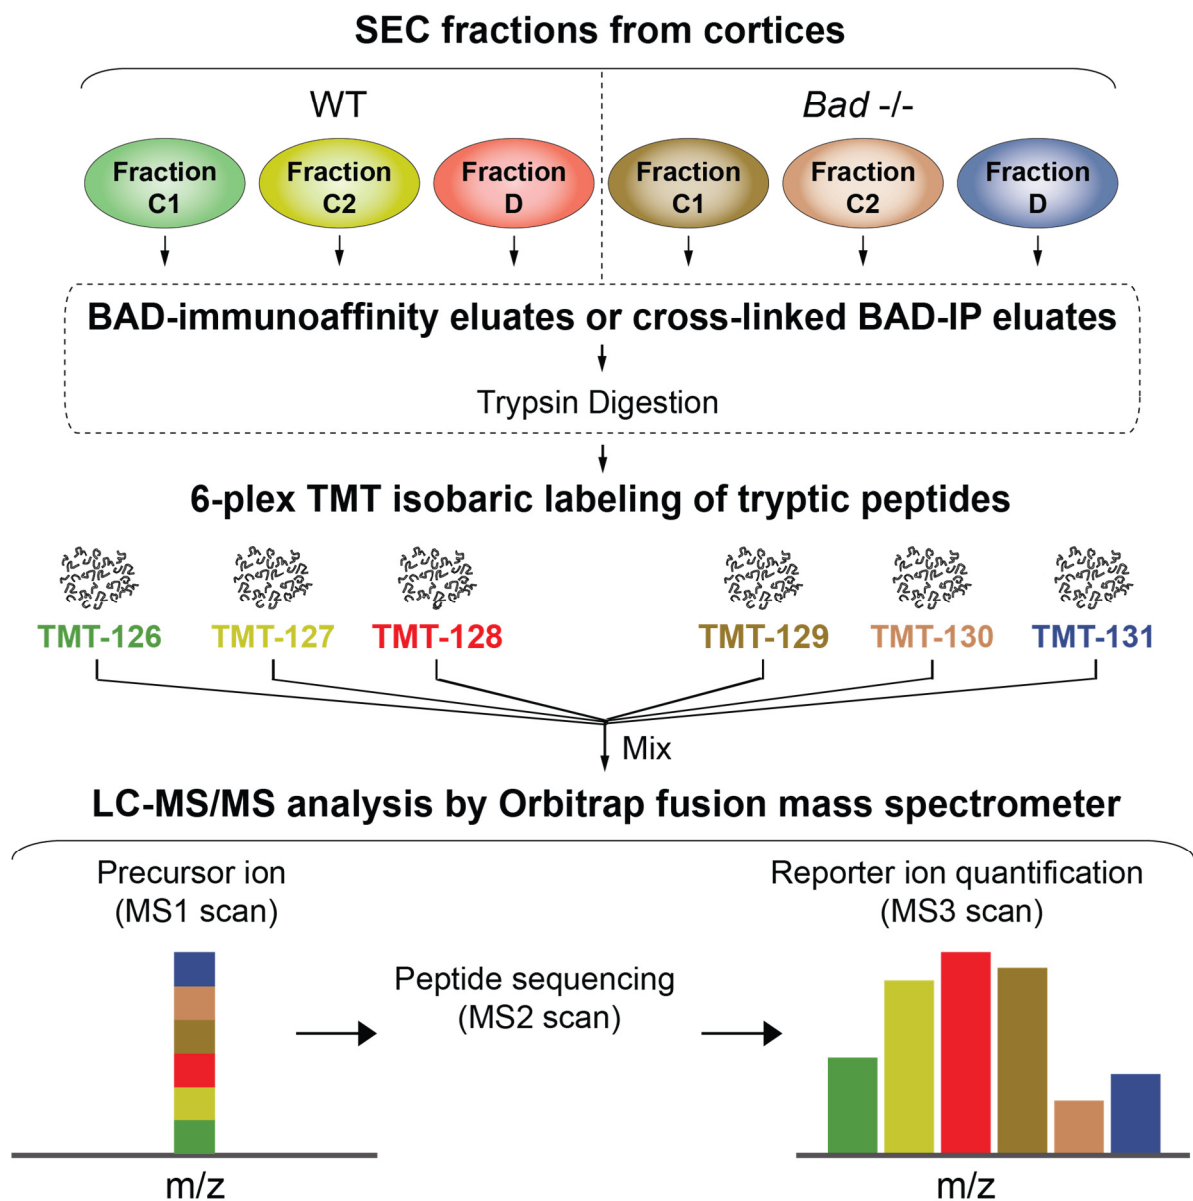 SEC fractions from cortices
WT
Bad -/-
Fraction
C1
Fraction
C2
Fraction
D
Fraction
C1
Fraction
C2
Fraction
D
BAD-immunoaffinity eluates or cross-linked BAD-IP eluates
Trypsin Digestion
6-plex TMT isobaric labeling of tryptic peptides
TMT-126
TMT-127
TMT-128
TMT-129
TMT-130
TMT-131
Mix
LC-MS/MS analysis by Orbitrap fusion mass spectrometer
Precursor ion
(MS1 scan)
Peptide sequencing
(MS2 scan)
Reporter ion quantification
(MS3 scan)
m/z
m/z